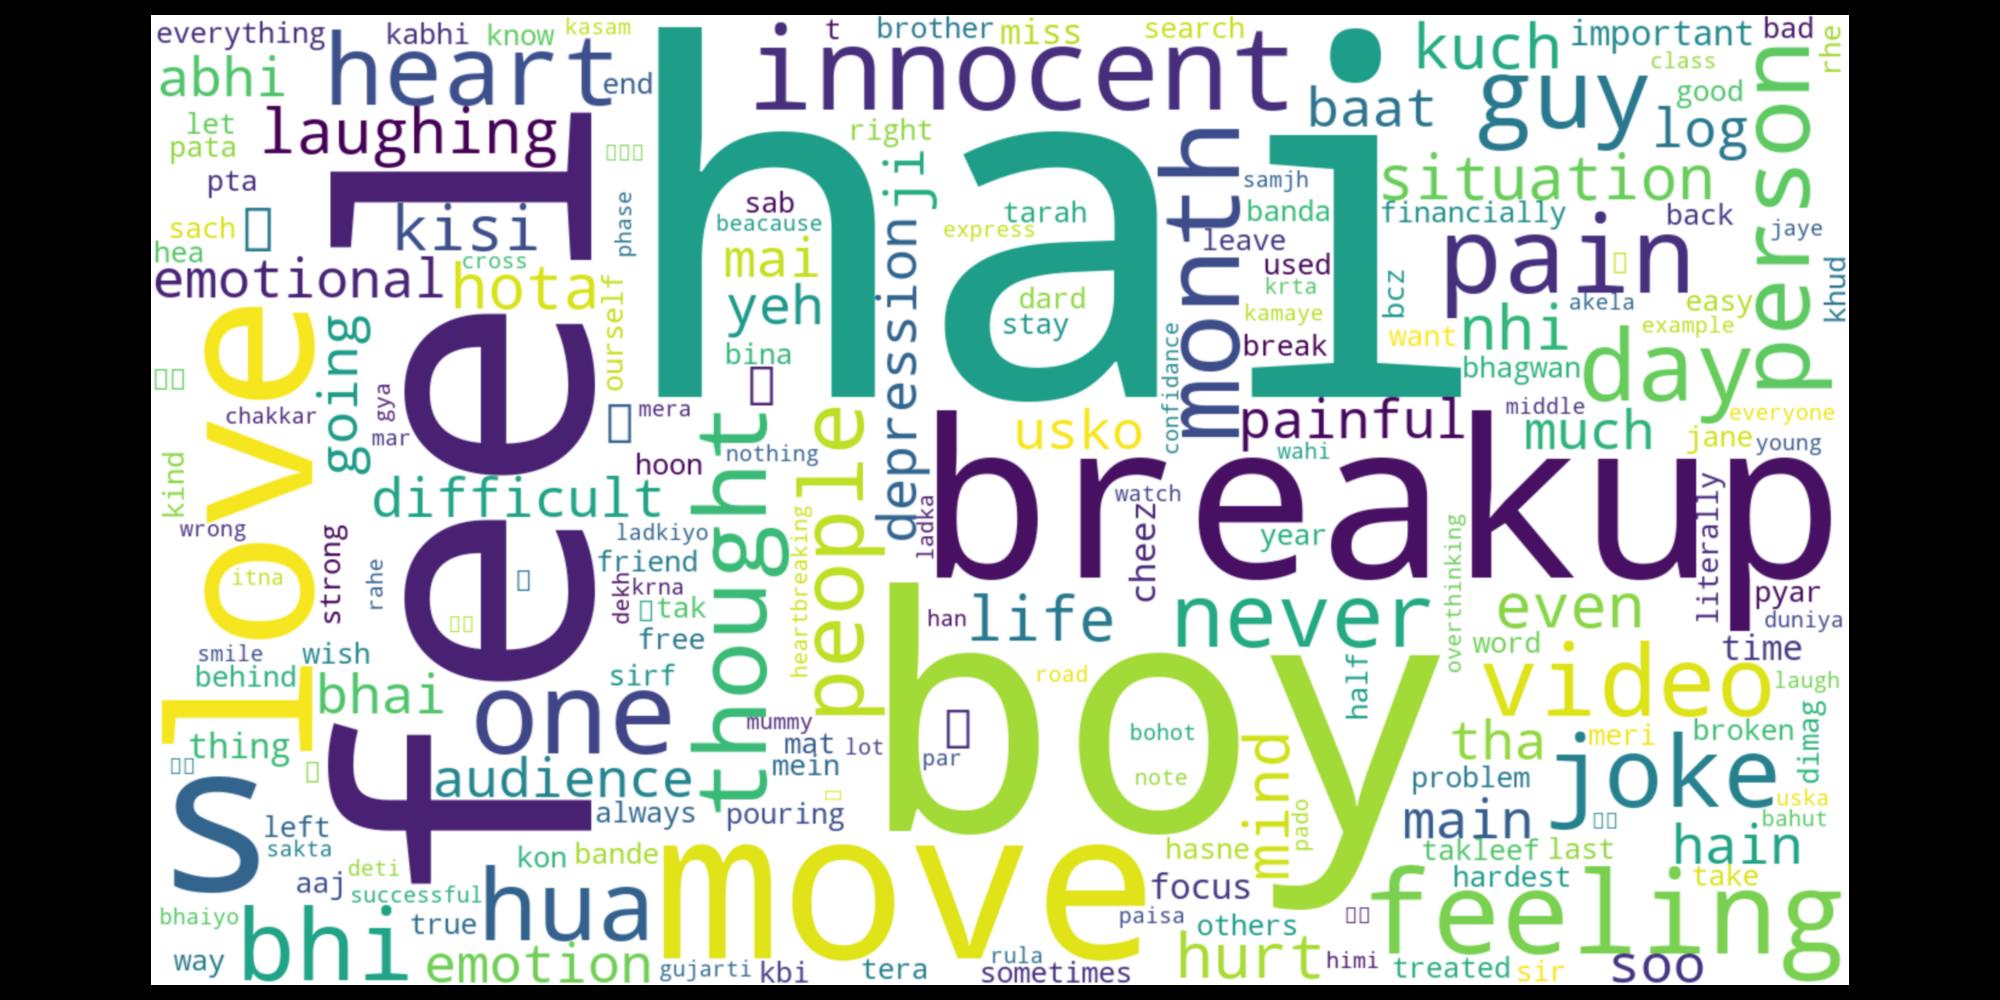 everything
kabhi
know
kasam
t
brother
miss
search
kuch
important
bad
rhe
abhi
heart
end
innocent
guy
class
good
person
baat
log
let
pata
laughing
right
hai
month
situation
pta
phase
sab
beacause
ji
tarah
samjh
banda
financially
back
jaye
sach
kisi
express
leave
pain
hea
cross
mai
depression
used
bcz
akela
khud
emotional
hota
ourself
yeh
dard
stay
krta
kamaye
want
nhi
easy
example
love
going
feel
bina
confidance
break
bhagwan
day
chakkar
gya
mar
mera
usko
painful
middle
much
everyone
jane
young
kind
hoon
nothing
people
wahi
breakup
difficult
thought
heartbreaking
ladka
watch
cheez
year
overthinking
literally
wrong
strong
ladkiyo
friend
itna
rahe
dekh
krna
tak
free
han
life
never
even
pyar
duniya
smile
wish
behind
bhai
sirf
boy
road
half
word
time
video
laugh
thing
one
mummy
mat
lot
mein
par
bohot
note
mind
tha
meri
broken
dimag
s
audience
always
pouring
pado
problem
joke
uska
main
bahut
left
sakta
deti
kon
bande
move
hasne
takleef
last
hain
aaj
successful
focus
hardest
take
bhaiyo
bhi
true
hua
paisa
others
feeling
way
emotion
gujarti
kbi
tera
rula
sometimes
hurt
himi
treated
sir
soo